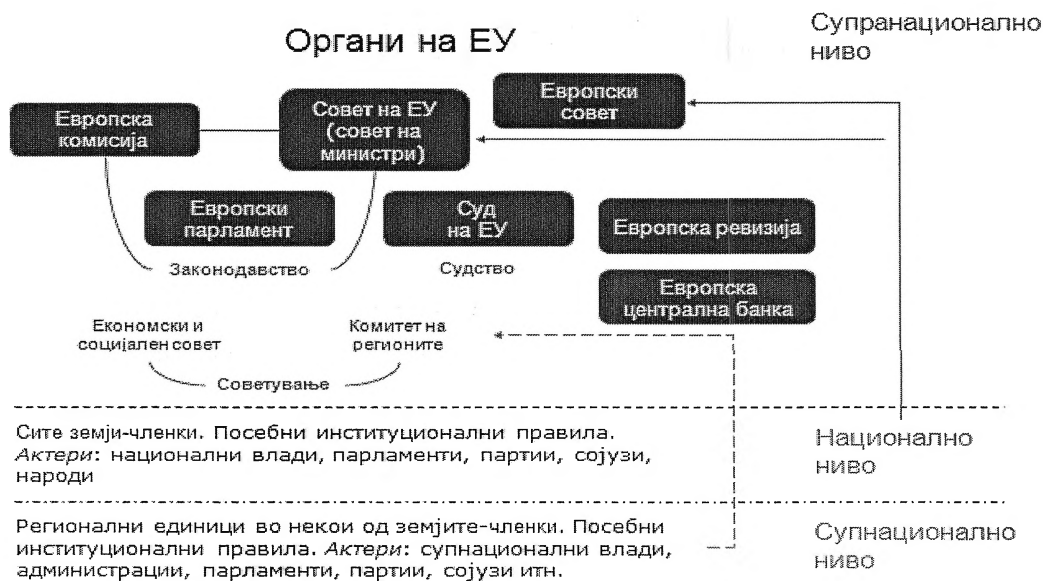 Органи на ЕУ
Супранационално
ниво
Европска
комисија
Совет на ЕУ
(совет на
министри)
Европски
совет
Европски
парламент
Суд
на ЕУ
Европска ревизија
Законодавство
Судство
Европска
централна банка
Економски и
социјален совет
Комитет на
регионите
Советување
Сите земји-членки. Посебни институционални правила.
Актери: национални влади, парламенти, партии, сојузи,
народи
Национално
ниво
Регионални единици во некои од земјите-членки. Посебни
институционални правила. Актери: супнационални влади,
администрации, парламенти, партии, сојузи итн.
Супнационално
ниво